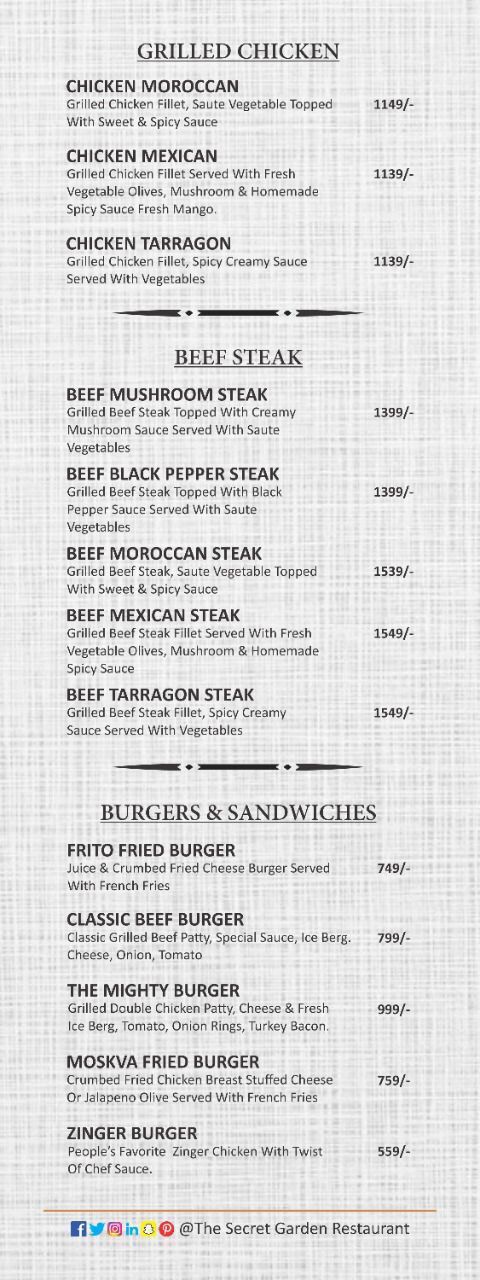 GRILLED CHICKEN
CHICKEN MOROCCAN
Grilled Chicken Fillet, Saute Vegetable Topped 1149/-
With Sweet & Spicy Sauce
CHICKEN MEXICAN
Grilled Chicken Fillet Served With Fresh 1139/-
Vegetable Olives, Mushroom & Homemade
Spicy Sauce Fresh Mango.
CHICKEN TARRAGON
Grilled Chicken Fillet, Spicy Creamy Sauce 1139/-
Served With Vegetables
BEEF STEAK
BEEF MUSHROOM STEAK
Grilled Beef Steak Topped With Creamy 1399/-
Mushroom Sauce Served With Saute
Vegetables
BEEF BLACK PEPPER STEAK
Grilled Beef Steak Topped With Black 1399/-
Pepper Sauce Served With Saute
Vegetables
BEEF MOROCCAN STEAK
Grilled Beef Steak, Saute Vegetable Topped 1539/-
With Sweet & Spicy Sauce
BEEF MEXICAN STEAK
Grilled Beef Steak Fillet Served With Fresh 1549/-
Vegetable Olives, Mushroom & Homemade
Spicy Sauce
BEEF TARRAGON STEAK
Grilled Beef Steak Fillet, Spicy Creamy 1549/-
Sauce Served With Vegetables
BURGERS & SANDWICHES
FRITO FRIED BURGER
Juice & Crumbed Fried Cheese Burger Served 749/-
With French Fries
CLASSIC BEEF BURGER
Classic Grilled Beef Patty, Special Sauce, Ice Berg. 799/-
Cheese, Onion, Tomato
THE MIGHTY BURGER
Grilled Double Chicken Patty, Cheese & Fresh 999/-
Ice Berg, Tomato, Onion Rings, Turkey Bacon.
MOSKVA FRIED BURGER
Crumbed Fried Chicken Breast Stuffed Cheese 759/-
Or Jalapeno Olive Served With French Fries
ZINGER BURGER
People's Favorite Zinger Chicken With Twist 559/-
Of Chef Sauce.
@The Secret Garden Restaurant